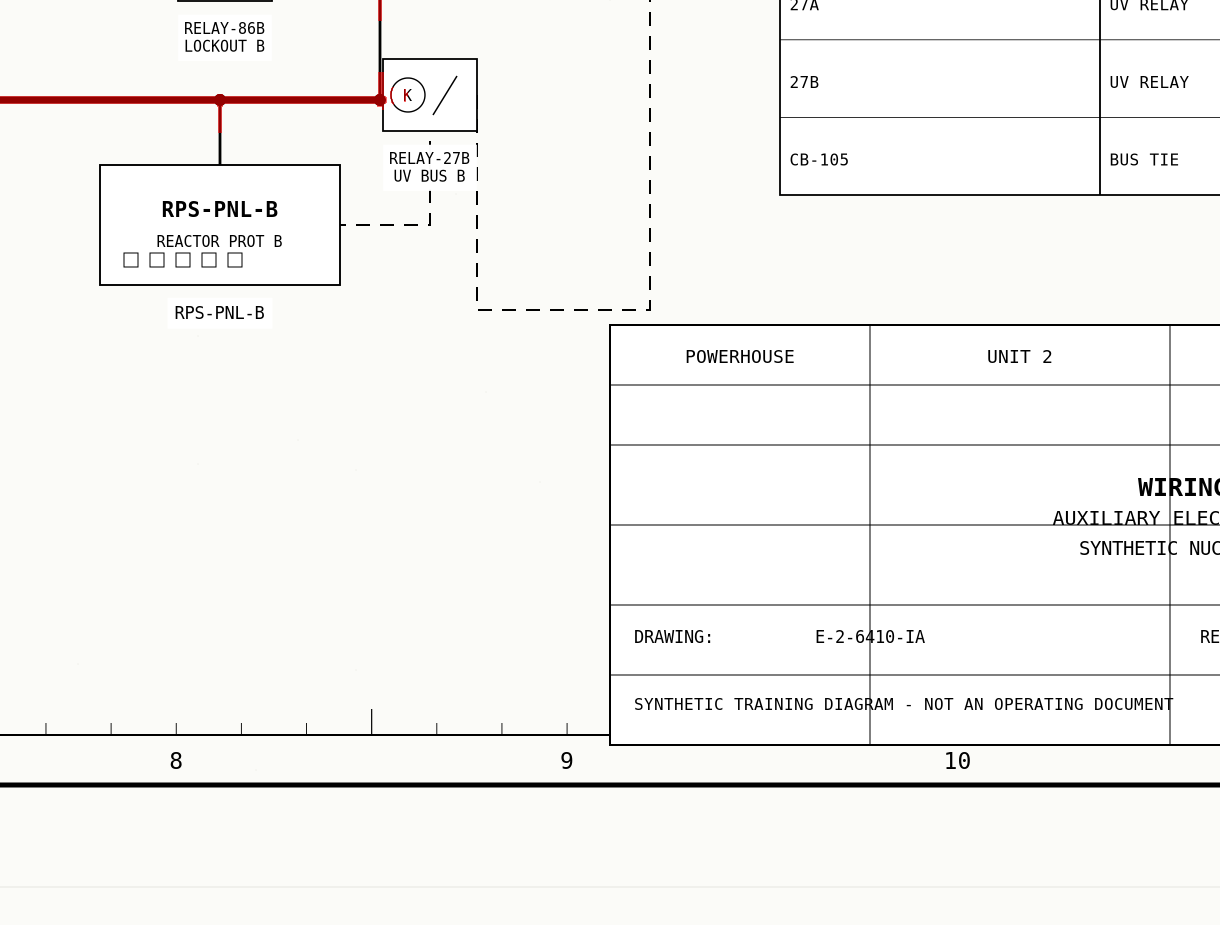 27A UV RELAY
RELAY-86B
LOCKOUT B
27B UV RELAY
K
RELAY-27B
UV BUS B
CB-105 BUS TIE
RPS-PNL-B
REACTOR PROT B
RPS-PNL-B
POWERHOUSE UNIT 2
WIRING
AUXILIARY ELEC
SYNTHETIC NUC
DRAWING: E-2-6410-IA RE
SYNTHETIC TRAINING DIAGRAM - NOT AN OPERATING DOCUMENT
8 9 10